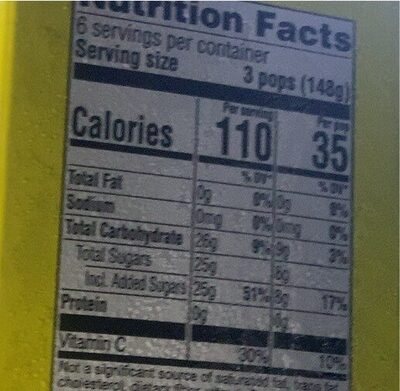 Nutrition Facts
6 servings per container
Serving size 3 pops (148g)
Per serving Per pop
Calories 110 35
% DV* % DV*
Total Fat 0g 0% 0g 0%
Sodium 0mg 0% 0mg 0%
Total Carbohydrate 26g 9% 9g 3%
Total Sugars 25g 8g
Incl. Added Sugars 25g 51% 8g 17%
Protein 0g 0g
Vitamin C 30% 10%
Not a significant source of saturated fat, trans fat,
cholesterol, dietary